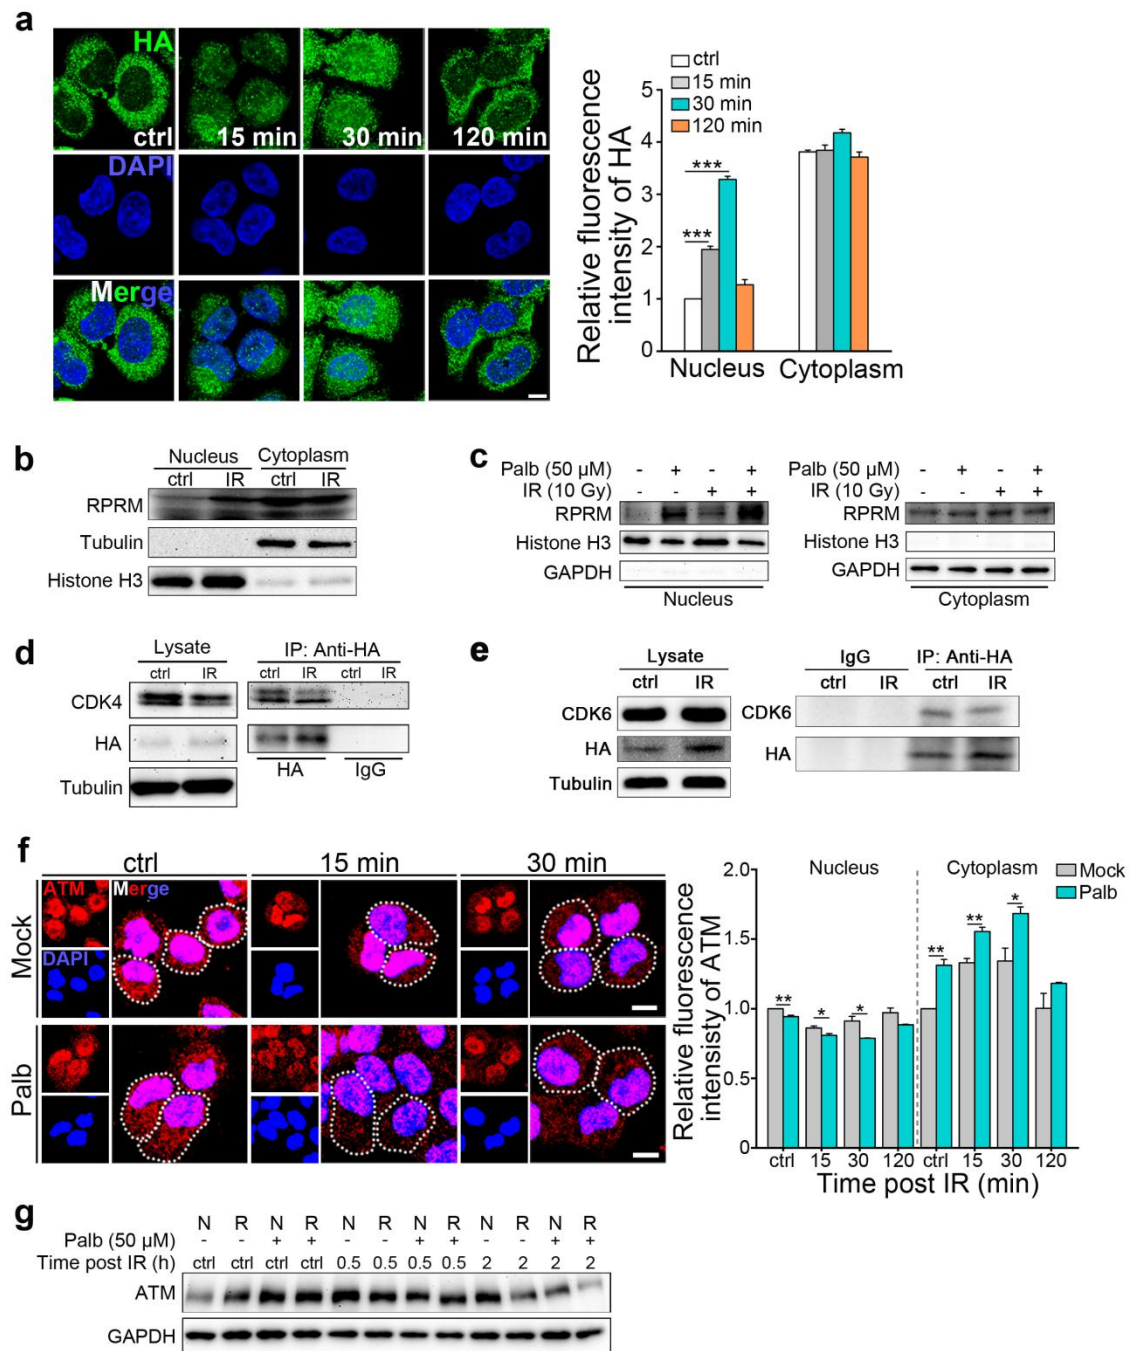 a
HA
ctrl
15 min
30 min
120 min
DAPI
Merge
Relative fluorescence
intensity of HA
5
4
3
2
1
0
ctrl
15 min
30 min
120 min
***
***
Nucleus Cytoplasm
b
Nucleus Cytoplasm
ctrl IR ctrl IR
RPRM
Tubulin
Histone H3
c
Palb (50 µM) - + - +
IR (10 Gy) - - + +
RPRM
Histone H3
GAPDH
Nucleus
Palb (50 µM) - + - +
IR (10 Gy) - - + +
RPRM
Histone H3
GAPDH
Cytoplasm
d
Lysate IP: Anti-HA
ctrl IR ctrl IR ctrl IR
CDK4
HA
Tubulin
HA IgG
e
Lysate IgG IP: Anti-HA
ctrl IR ctrl IR ctrl IR
CDK6 CDK6
HA HA
Tubulin
f
ctrl 15 min 30 min
Mock
ATM
Merge
DAPI
Palb
Relative fluorescence
intensisty of ATM
2.0
1.5
1.0
0.5
0
Nucleus Cytoplasm
Mock
Palb
** * * ** ** *
ctrl 15 30 120 ctrl 15 30 120
Time post IR (min)
g
N R N R N R N R N R N R
Palb (50 µM) - - + + - - + + - - + +
Time post IR (h) ctrl ctrl ctrl ctrl 0.5 0.5 0.5 0.5 2 2 2 2
ATM
GAPDH